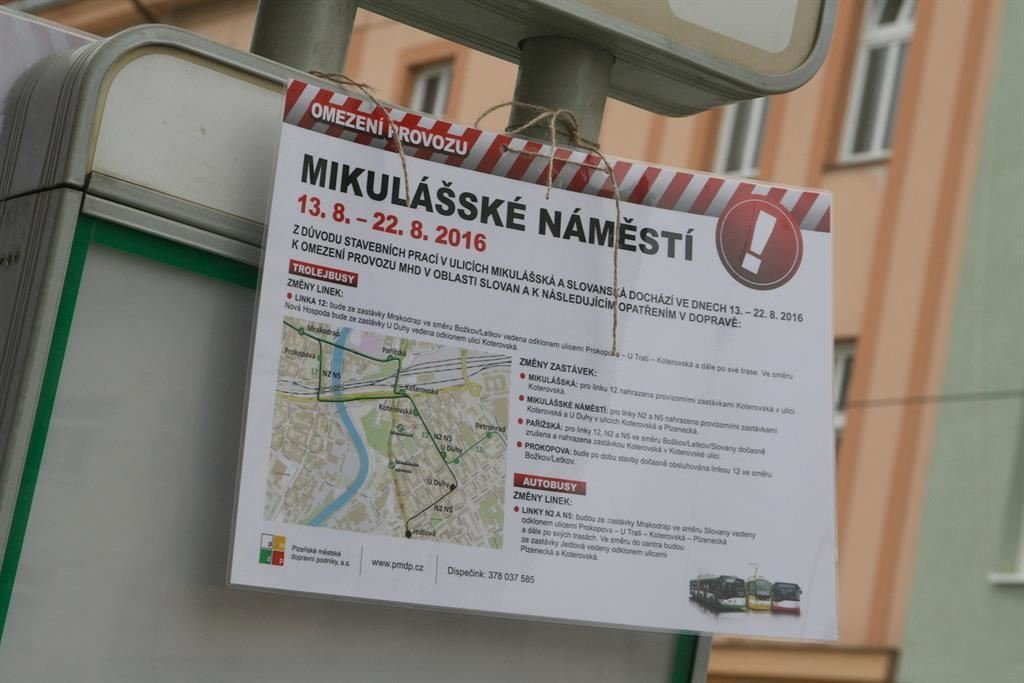 OMEZENÍ PROVOZU
MIKULÁŠSKÉ NÁMĚSTÍ
13. 8. – 22. 8. 2016
Z DŮVODU STAVEBNÍCH PRACÍ V ULICÍCH MIKULÁŠSKÁ A SLOVANSKÁ DOCHÁZÍ VE DNECH 13. – 22. 8. 2016
K OMEZENÍ PROVOZU MHD V OBLASTI SLOVAN A K NÁSLEDUJÍCÍM OPATŘENÍM V DOPRAVĚ:
TROLEJBUSY
ZMĚNY LINEK:
LINKA 12: bude ze zastávky Mrakodrap ve směru Božkov/Letkov vedena odklonem ulicemi Prokopova – U Trati – Koterovská a dále po své trase. Ve směru
Nová Hospoda bude ze zastávky U Duhy vedena odklonem ulicí Koterovská.
Mrakodrap
Prokopova
12
N2 N5
Pařížská
Koterovská
Koterovská
12
N2 N5
U Duhy
Petrohrad
12
U Duhy
N2 N5
Jedlová
ZMĚNY ZASTÁVEK:
MIKULÁŠSKÁ: pro linku 12 nahrazena provizorními zastávkami Koterovská v ulici
Koterovská.
MIKULÁŠSKÉ NÁMĚSTÍ: pro linky N2 a N5 nahrazena provizorními zastávkami
Koterovská a U Duhy v ulicích Koterovská a Plzenecká.
PAŘÍŽSKÁ: pro linky 12, N2 a N5 ve směru Božkov/Letkov/Slovany dočasně
zrušena a nahrazena zastávkou Koterovská v Koterovské ulici.
PROKOPOVA: bude po dobu stavby dočasně obsluhována linkou 12 ve směru
Božkov/Letkov.
AUTOBUSY
ZMĚNY LINEK:
LINKY N2 A N5: budou ze zastávky Mrakodrap ve směru Slovany vedeny
odklonem ulicemi Prokopova – U Trati – Koterovská – Plzenecká
a dále po svých trasách. Ve směru do centra budou
ze zastávky Jedlová vedeny odklonem ulicemi
Plzenecká a Koterovská.
Plzeňské městské
dopravní podniky, a.s.
www.pmdp.cz
Dispečink: 378 037 585